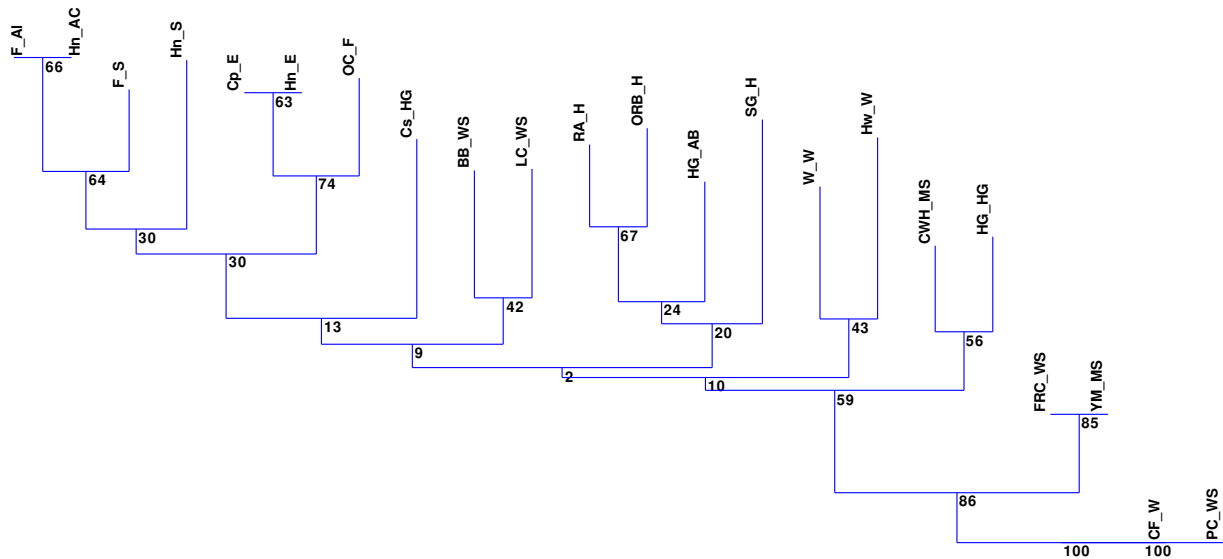 F_AI
Hn_AC
Hn_S
F_S
Cp_E
Hn_E
OC_F
Cs_HG
BB_WS
LC_WS
RA_H
ORB_H
HG_AB
SG_H
W_W
Hw_W
CWH_MS
HG_HG
FRC_WS
YM_MS
CF_W
PC_WS
66
63
64
74
30
67
30
42
24
13
20
43
56
9
2
10
59
85
86
100
100